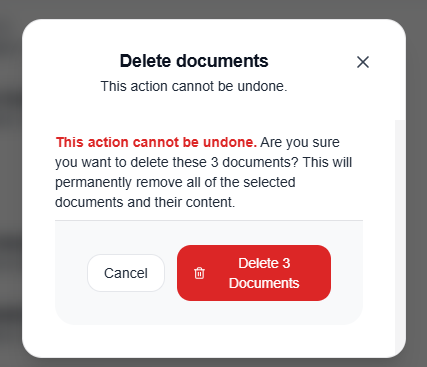 Delete documents
This action cannot be undone.
This action cannot be undone. Are you sure
you want to delete these 3 documents? This will
permanently remove all of the selected
documents and their content.
Cancel
Delete 3
Documents